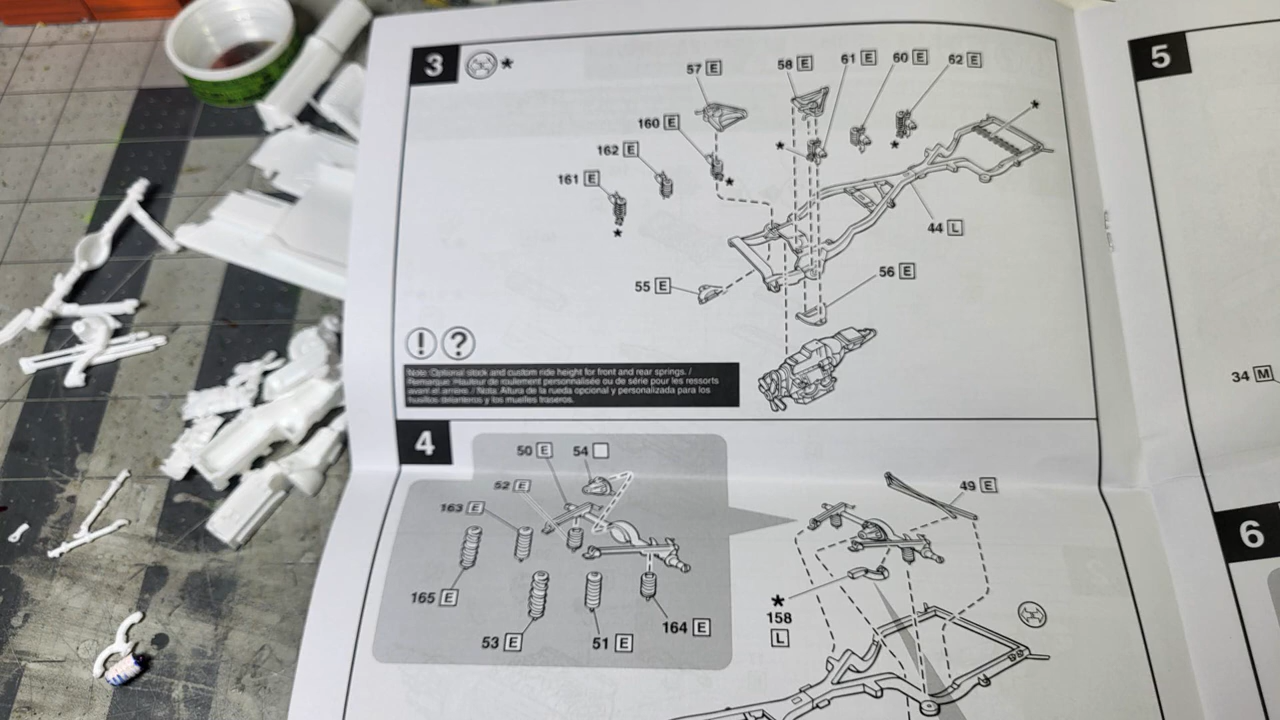 3 *
57 E
58 E
61 E
60 E
62 E
160 E
162 E
161 E
*
*
*
*
*
44 L
55 E
56 E
! ?
Note: Optional stock and custom ride height for front and rear springs. /
Remarque: Hauteur de roulement personnalisée ou de série pour les ressorts
avant et arrière. / Nota: Altura de la rueda opcional y personalizada para los
husillos delanteros y los muelles traseros.
4
50 E
54
52 E
163 E
165 E
53 E
51 E
164 E
49 E
*
158
L
5
34 M
6